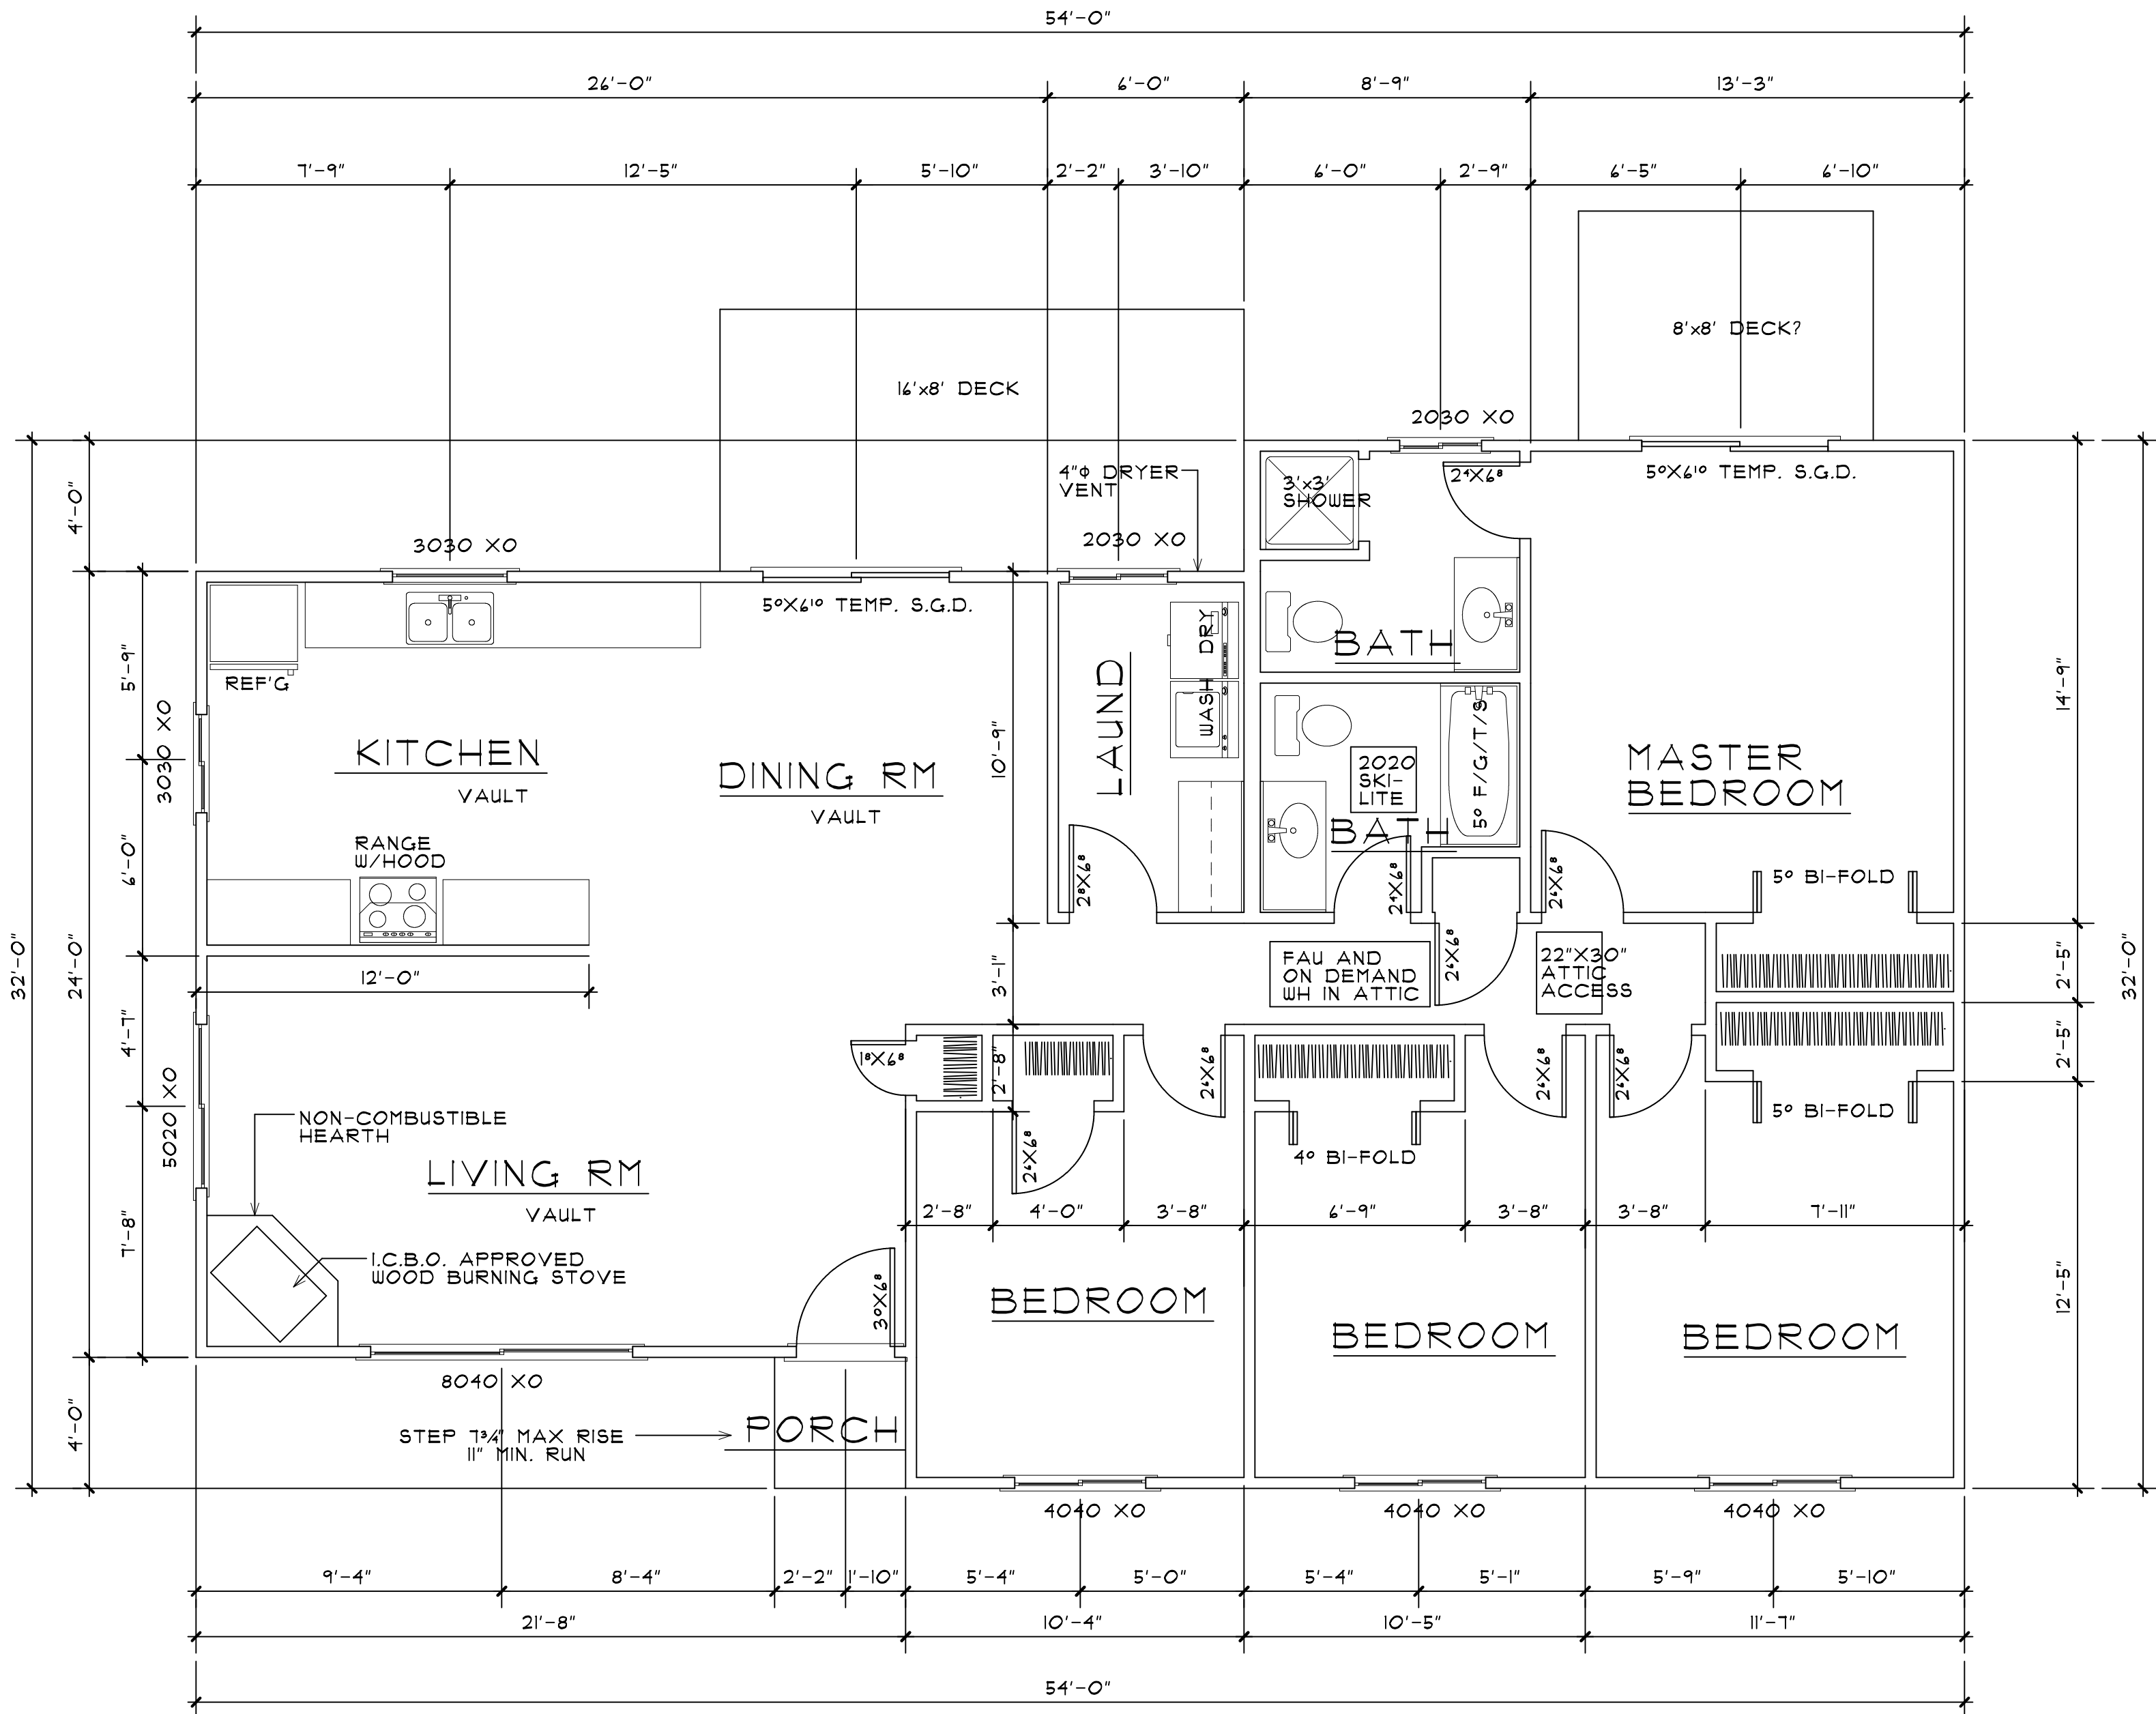 54'-0"
26'-0" 6'-0" 8'-9" 13'-3"
7'-9" 12'-5" 5'-10" 2'-2" 3'-10" 6'-0" 2'-9" 6'-5" 6'-10"
8'x8' DECK?
16'x8' DECK
2030 XO
4"Φ DRYER
VENT
3'x3'
SHOWER
2⁴X6⁸
5⁰X6¹⁰ TEMP. S.G.D.
4'-0"
3030 XO
2030 XO
5⁰X6¹⁰ TEMP. S.G.D.
REF'G
5'-9"
3030 XO
10'-9"
LAUND
WASH DRY
BATH
14'-9"
KITCHEN
VAULT
DINING RM
VAULT
2020
SKI-
LITE
5⁰ F/G/T/S
BATH
MASTER
BEDROOM
RANGE
W/HOOD
6'-0"
2⁸X6⁸
2⁴X6⁸
2⁶X6⁸
5⁰ BI-FOLD
32'-0"
24'-0"
12'-0"
3'-1"
FAU AND
ON DEMAND
WH IN ATTIC
2⁶X6⁸
22"X30"
ATTIC
ACCESS
2'-5"
32'-0"
4'-7"
5020 XO
1⁸X6⁸
2'-8"
2⁶X6⁸
2⁶X6⁸
2⁶X6⁸
2'-5"
NON-COMBUSTIBLE
HEARTH
2⁶X6⁸
4⁰ BI-FOLD
5⁰ BI-FOLD
LIVING RM
VAULT
7'-8"
2'-8" 4'-0" 3'-8" 6'-9" 3'-8" 3'-8" 7'-11"
I.C.B.O. APPROVED
WOOD BURNING STOVE
3⁰X6⁸
12'-5"
BEDROOM
BEDROOM
BEDROOM
8040 XO
4'-0"
STEP 7¾" MAX RISE
11" MIN. RUN
PORCH
4040 XO
4040 XO
4040 XO
9'-4" 8'-4" 2'-2" 1'-10" 5'-4" 5'-0" 5'-4" 5'-1" 5'-9" 5'-10"
21'-8" 10'-4" 10'-5" 11'-7"
54'-0"